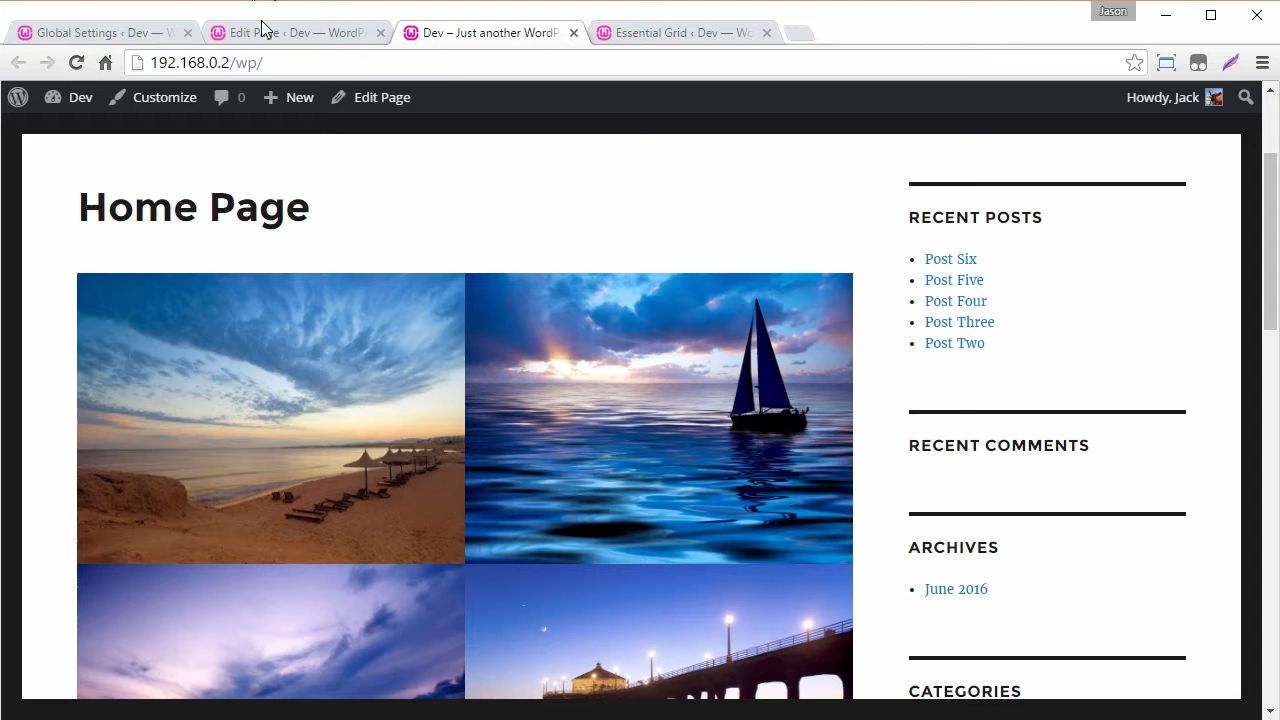 Jason
Global Settings ‹ Dev — W
Edit Page ‹ Dev — WordP
Dev – Just another WordP
Essential Grid ‹ Dev — Wo
192.168.0.2/wp/
Dev
Customize
0
New
Edit Page
Howdy, Jack
Home Page
RECENT POSTS
Post Six
Post Five
Post Four
Post Three
Post Two
RECENT COMMENTS
ARCHIVES
June 2016
CATEGORIES